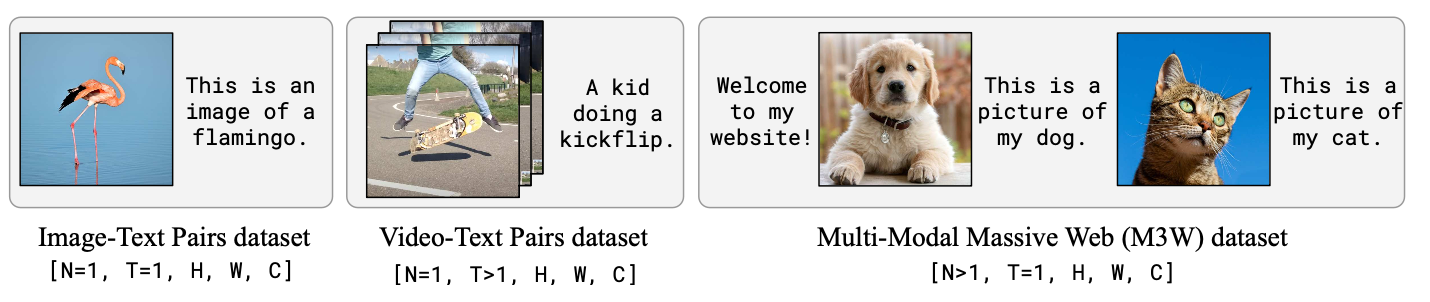 This is an
image of a
flamingo.
A kid
doing a
kickflip.
Welcome
to my
website!
This is a
picture of
my dog.
This is a
picture of
my cat.
Image-Text Pairs dataset
[N=1, T=1, H, W, C]
Video-Text Pairs dataset
[N=1, T>1, H, W, C]
Multi-Modal Massive Web (M3W) dataset
[N>1, T=1, H, W, C]